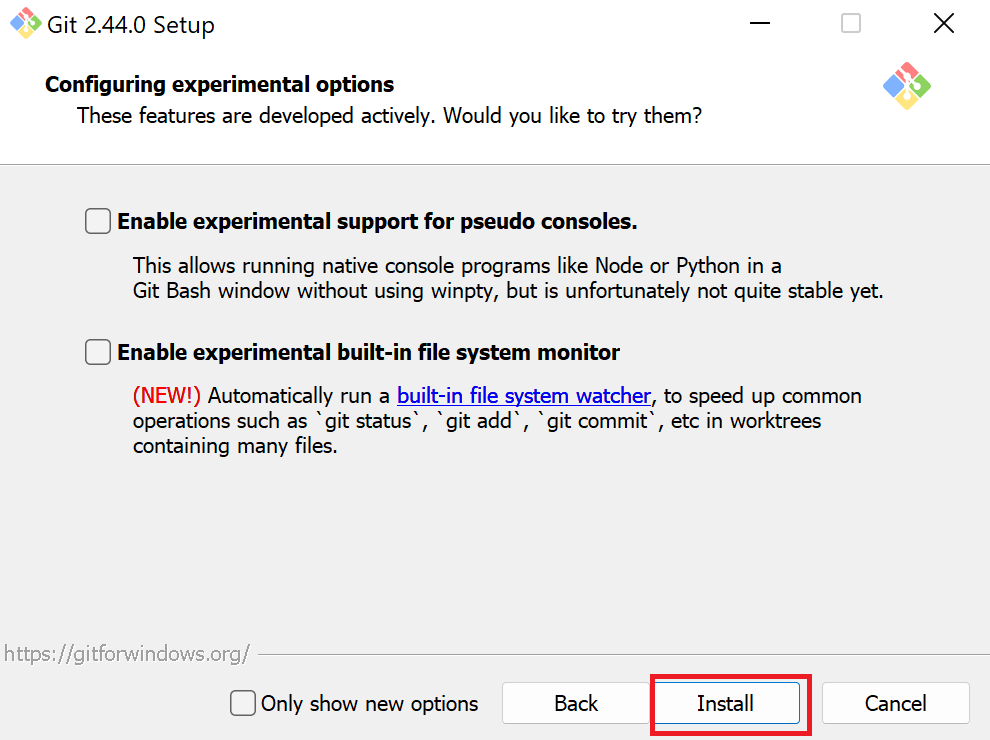 Git 2.44.0 Setup
Configuring experimental options
These features are developed actively. Would you like to try them?
Enable experimental support for pseudo consoles.
This allows running native console programs like Node or Python in a
Git Bash window without using winpty, but is unfortunately not quite stable yet.
Enable experimental built-in file system monitor
(NEW!) Automatically run a built-in file system watcher, to speed up common
operations such as `git status`, `git add`, `git commit`, etc in worktrees
containing many files.
https://gitforwindows.org/
Only show new options Back Install Cancel